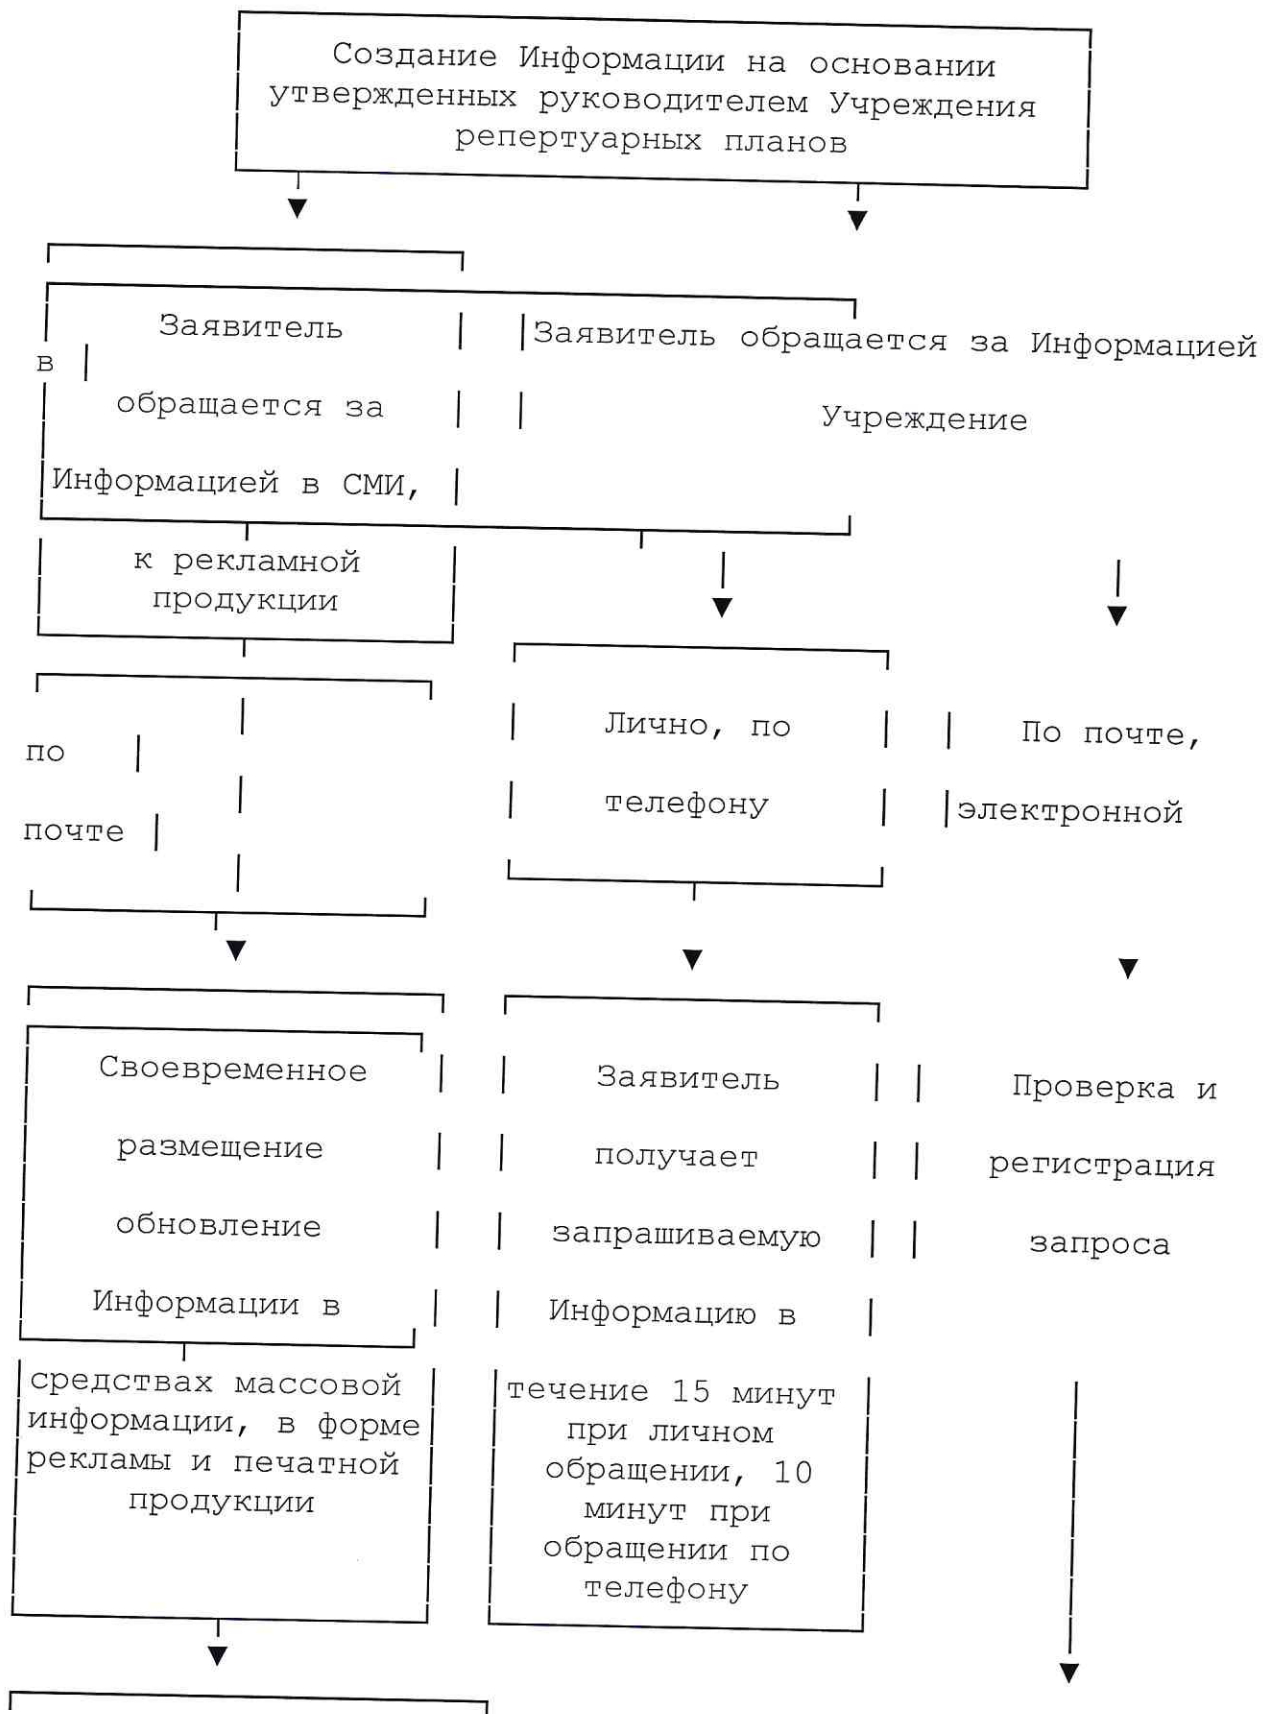 Создание Информации на основании
утвержденных руководителем Учреждения
репертуарных планов
Заявитель
Заявитель обращается за Информацией
в
обращается за
Учреждение
Информацией в СМИ,
к рекламной
продукции
Лично, по
По почте,
по
телефону
электронной
почте
Своевременное
Заявитель
Проверка и
размещение
получает
регистрация
обновление
запрашиваемую
запроса
Информации в
Информацию в
средствах массовой
информации, в форме
рекламы и печатной
продукции
течение 15 минут
при личном
обращении, 10
минут при
обращении по
телефону